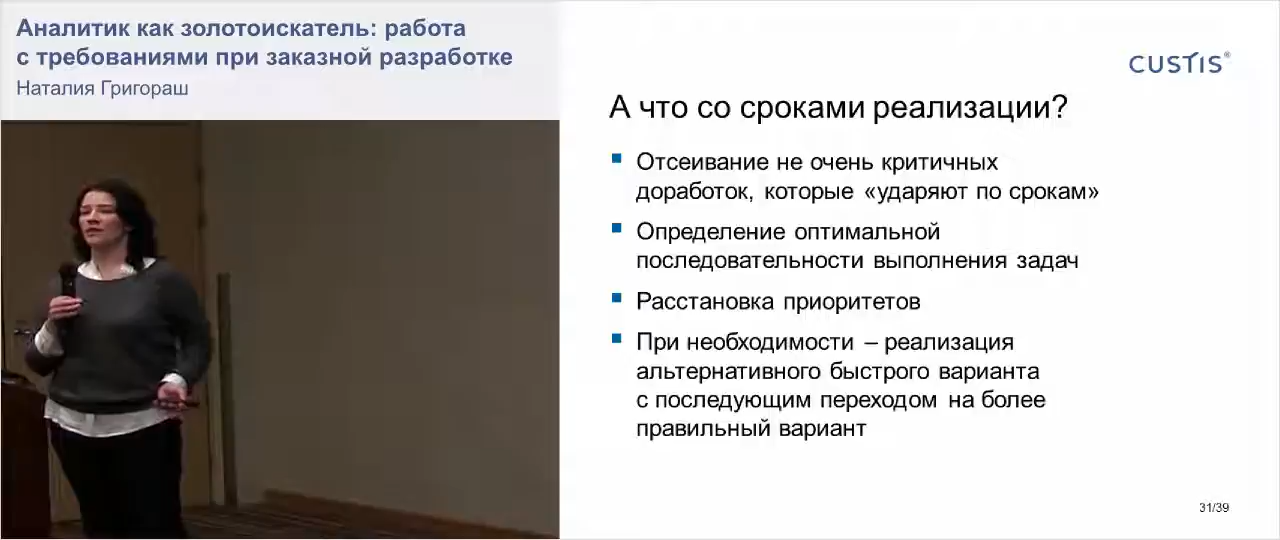 Аналитик как золотоискатель: работа
с требованиями при заказной разработке
Наталия Григораш
CUSTIS®
А что со сроками реализации?
Отсеивание не очень критичных
доработок, которые «ударяют по срокам»
Определение оптимальной
последовательности выполнения задач
Расстановка приоритетов
При необходимости – реализация
альтернативного быстрого варианта
с последующим переходом на более
правильный вариант
31/39